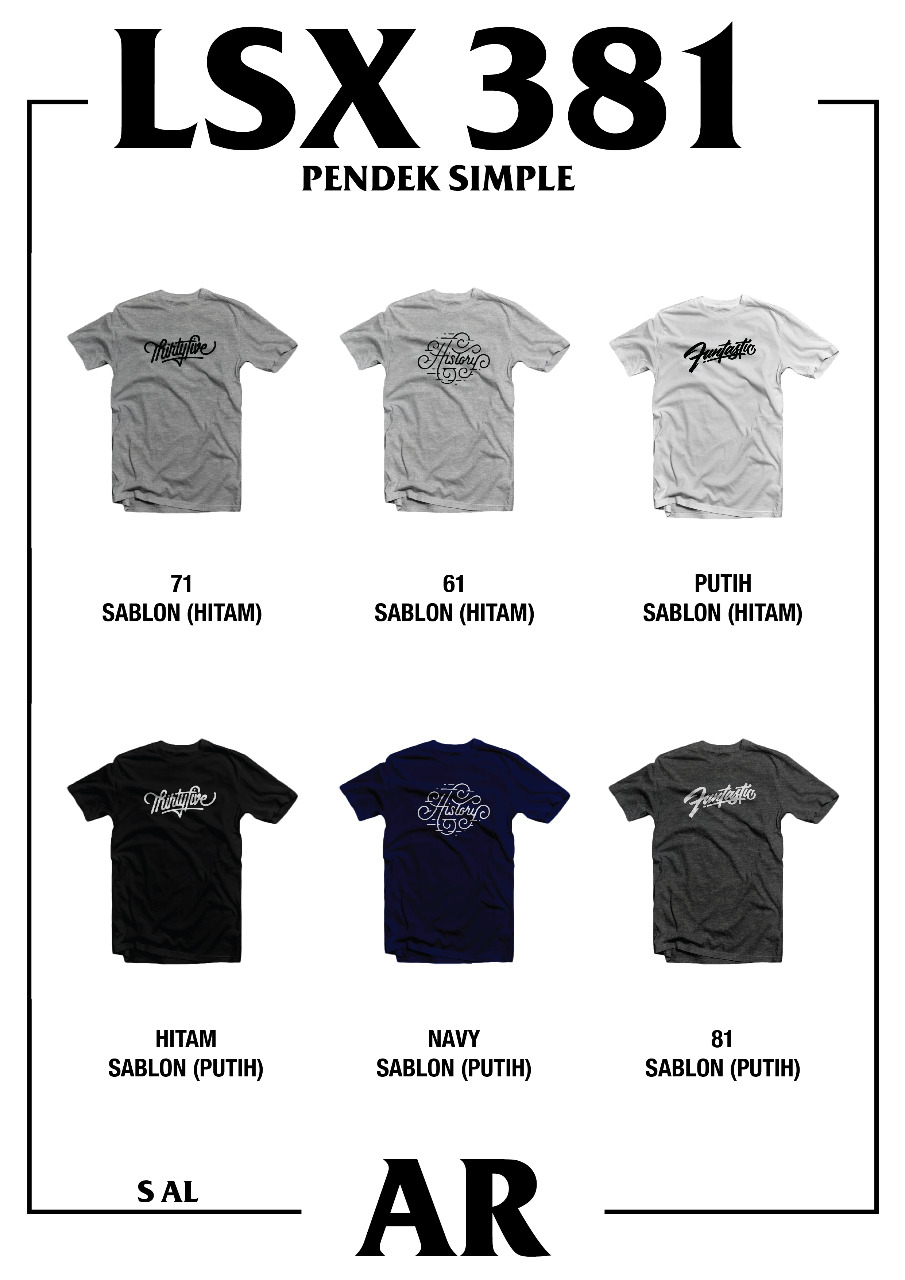 LSX 381
PENDEK SIMPLE
Thirtyfive
History
Funtastic
71
SABLON (HITAM)
61
SABLON (HITAM)
PUTIH
SABLON (HITAM)
Thirtyfive
History
Funtastic
HITAM
SABLON (PUTIH)
NAVY
SABLON (PUTIH)
81
SABLON (PUTIH)
S AL
AR